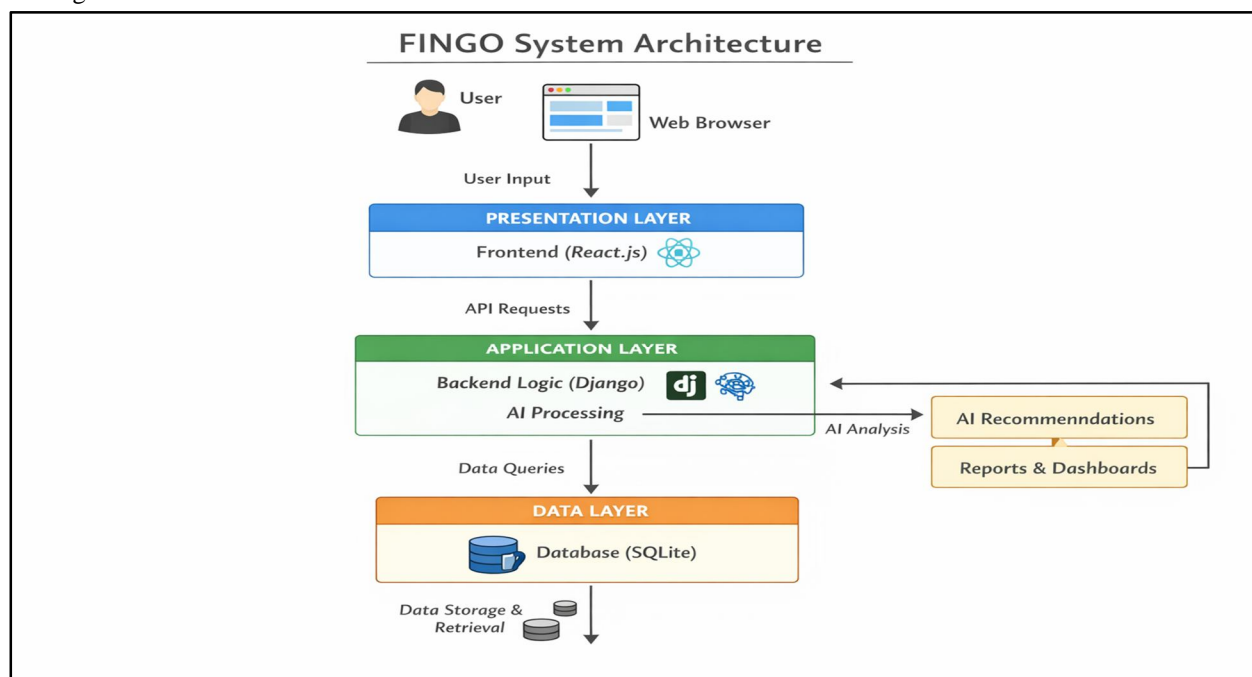 FINGO System Architecture
User
Web Browser
User Input
PRESENTATION LAYER
Frontend (React.js)
API Requests
APPLICATION LAYER
Backend Logic (Django)
dj
AI Processing
AI Analysis
AI Recommenndations
Reports & Dashboards
Data Queries
DATA LAYER
Database (SQLite)
Data Storage &
Retrieval